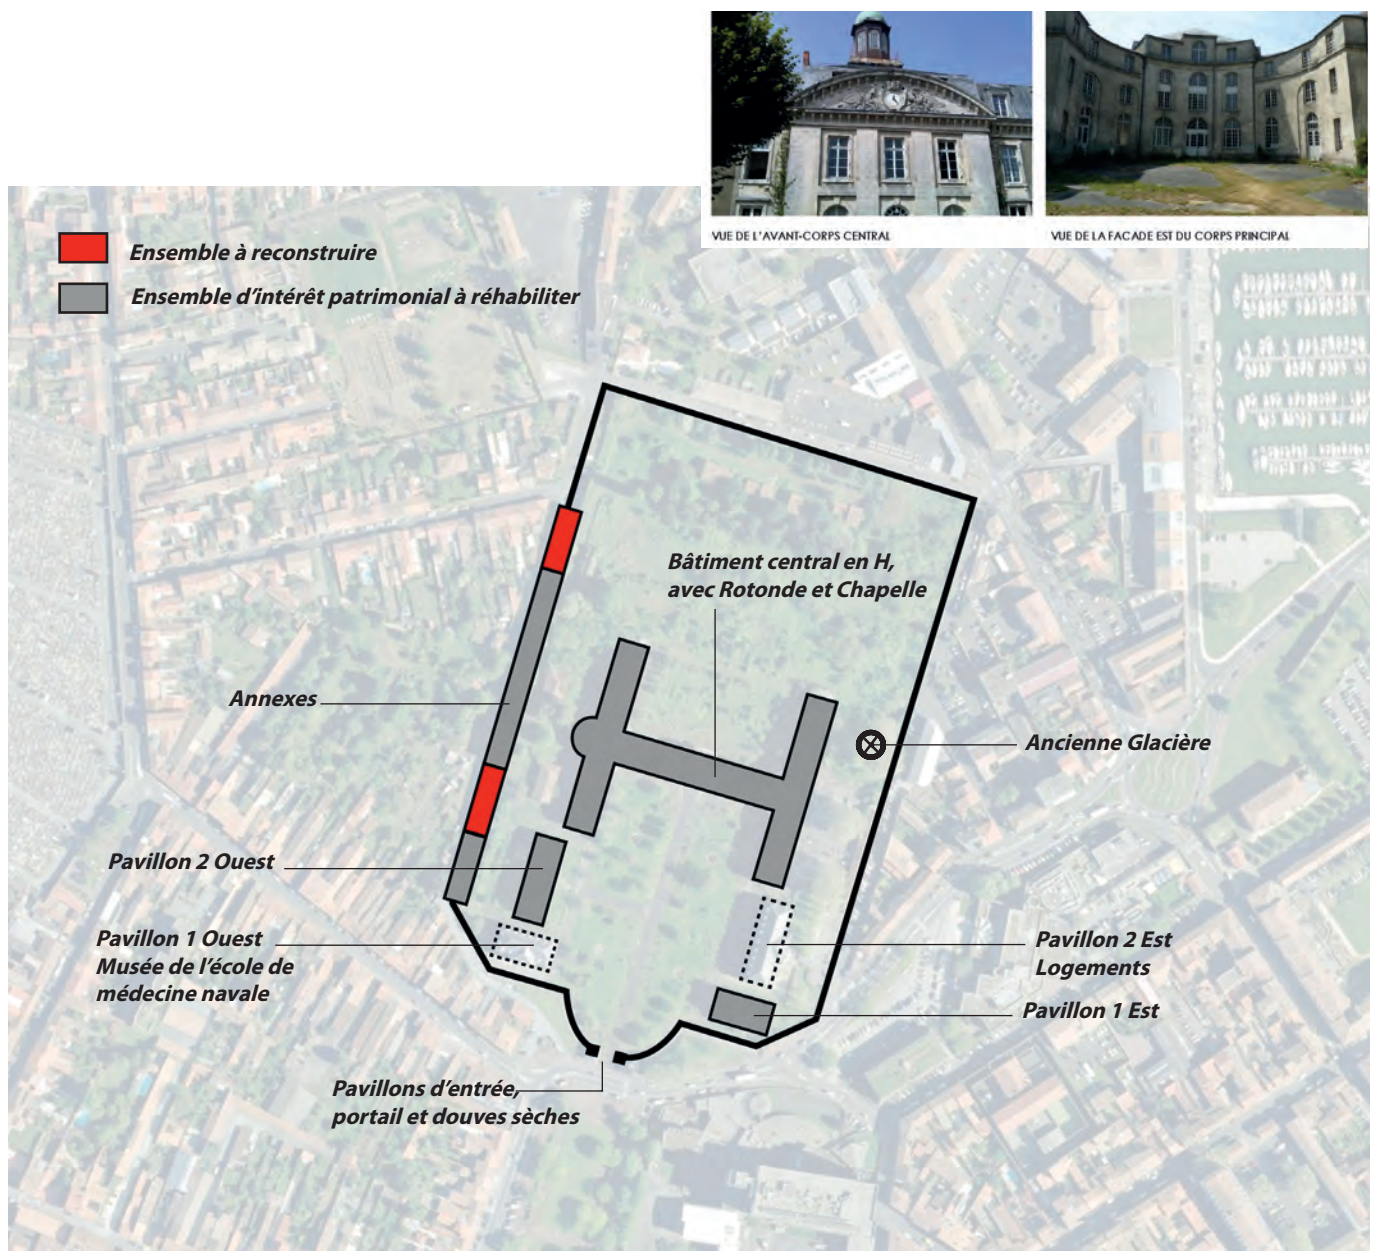 VUE DE L'AVANT-CORPS CENTRAL
VUE DE LA FACADE EST DU CORPS PRINCIPAL
Ensemble à reconstruire
Ensemble d'intérêt patrimonial à réhabiliter
Bâtiment central en H,
avec Rotonde et Chapelle
Annexes
Ancienne Glacière
Pavillon 2 Ouest
Pavillon 1 Ouest
Musée de l'école de
médecine navale
Pavillon 2 Est
Logements
Pavillon 1 Est
Pavillons d'entrée,
portail et douves sèches